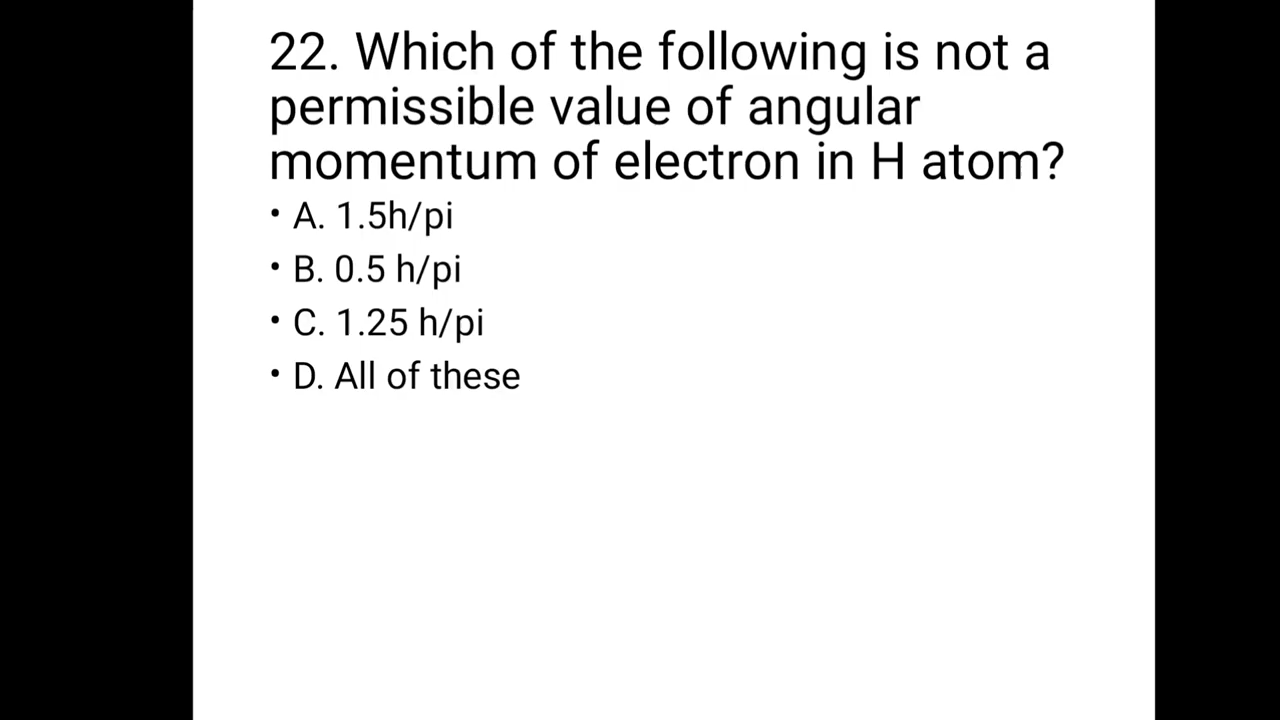 22. Which of the following is not a
permissible value of angular
momentum of electron in H atom?
• A. 1.5h/pi
• B. 0.5 h/pi
• C. 1.25 h/pi
• D. All of these